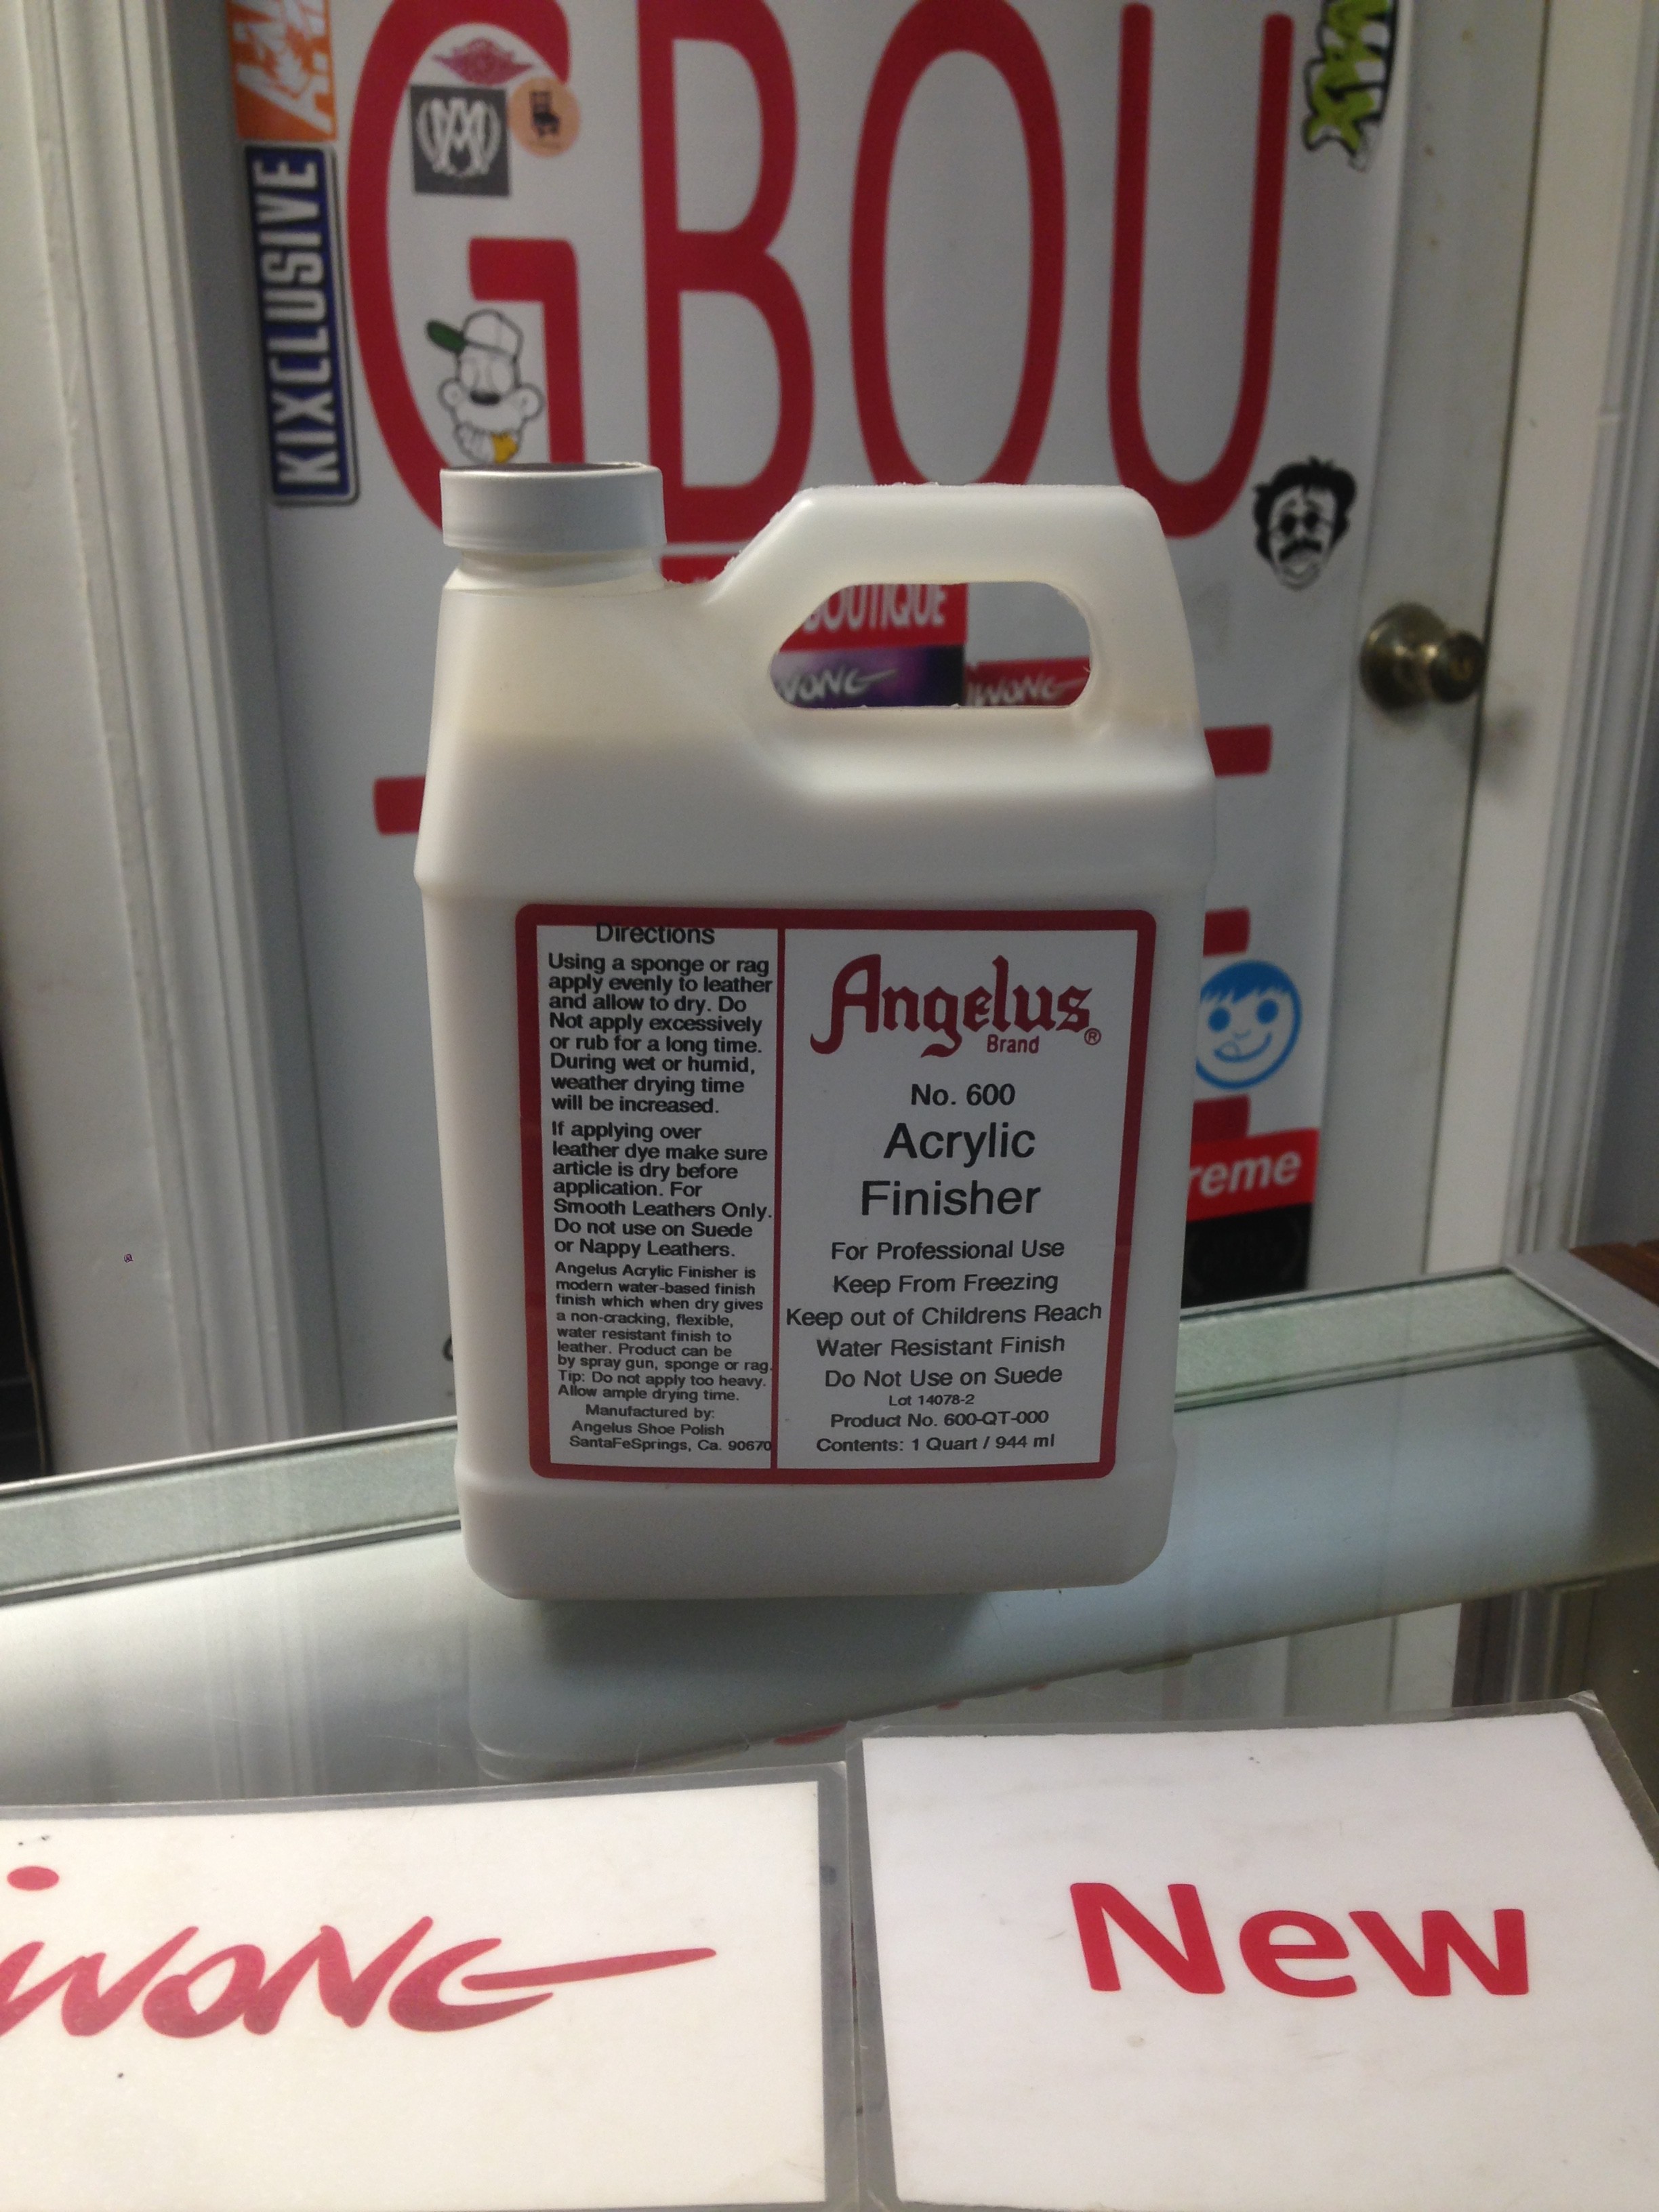 GBOU
KIXCLUSIVE
BOUTIQUE
WONG
WONG
reme
Directions
Using a sponge or rag
apply evenly to leather
and allow to dry. Do
Not apply excessively
or rub for a long time.
During wet or humid,
weather drying time
will be increased.
If applying over
leather dye make sure
article is dry before
application. For
Smooth Leathers Only.
Do not use on Suede
or Nappy Leathers.
Angelus Acrylic Finisher is
modern water-based finish
finish which when dry gives
a non-cracking, flexible,
water resistant finish to
leather. Product can be
by spray gun, sponge or rag.
Tip: Do not apply too heavy.
Allow ample drying time.
Manufactured by:
Angelus Shoe Polish
SantaFeSprings, Ca. 90670
Angelus®
Brand
No. 600
Acrylic
Finisher
For Professional Use
Keep From Freezing
Keep out of Childrens Reach
Water Resistant Finish
Do Not Use on Suede
Lot 14078-2
Product No. 600-QT-000
Contents: 1 Quart / 944 ml
iWONG
New